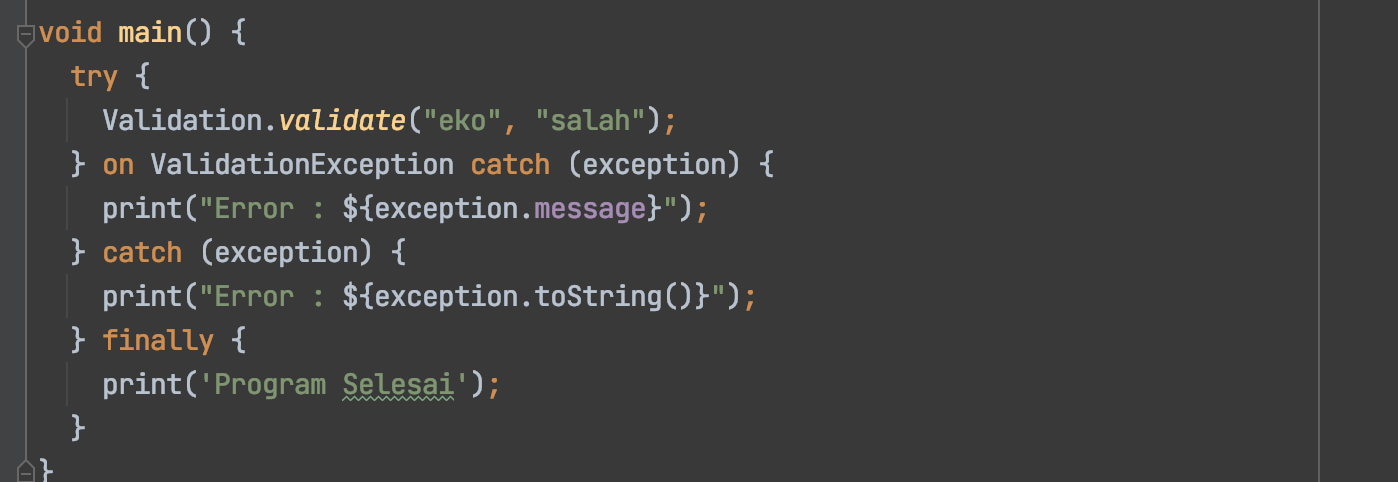 void main() {
  try {
    Validation.validate("eko", "salah");
  } on ValidationException catch (exception) {
    print("Error : ${exception.message}");
  } catch (exception) {
    print("Error : ${exception.toString()}");
  } finally {
    print('Program Selesai');
  }
}